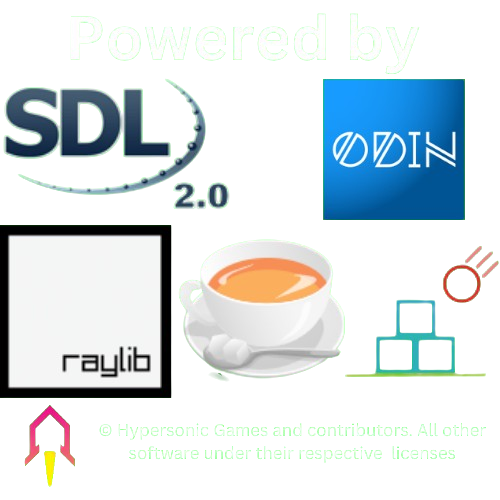 Powered by
SDL
2.0
ODIN
raylib
© Hypersonic Games and contributors. All other
software under their respective licenses